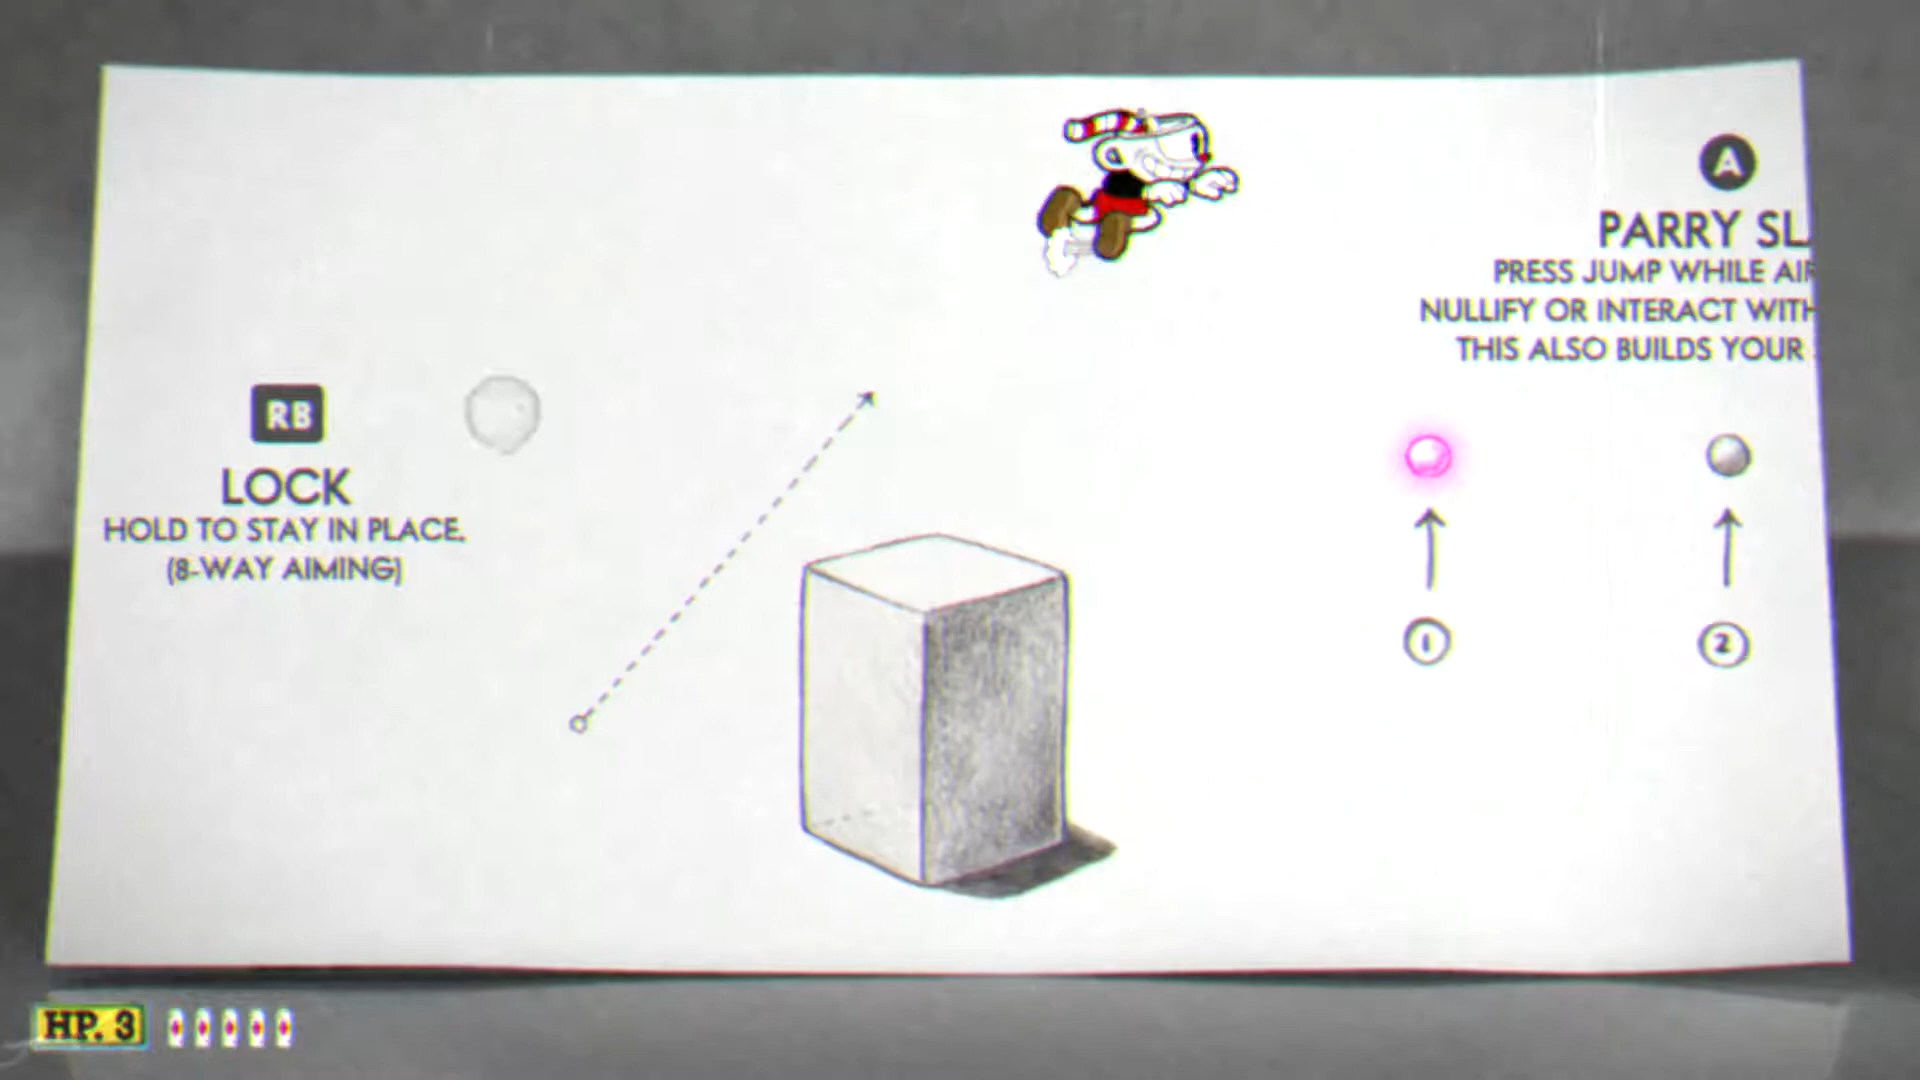 RB
LOCK
HOLD TO STAY IN PLACE.
(8-WAY AIMING)
A
PARRY SL
PRESS JUMP WHILE AIR
NULLIFY OR INTERACT WITH
THIS ALSO BUILDS YOUR
1
2
HP. 3